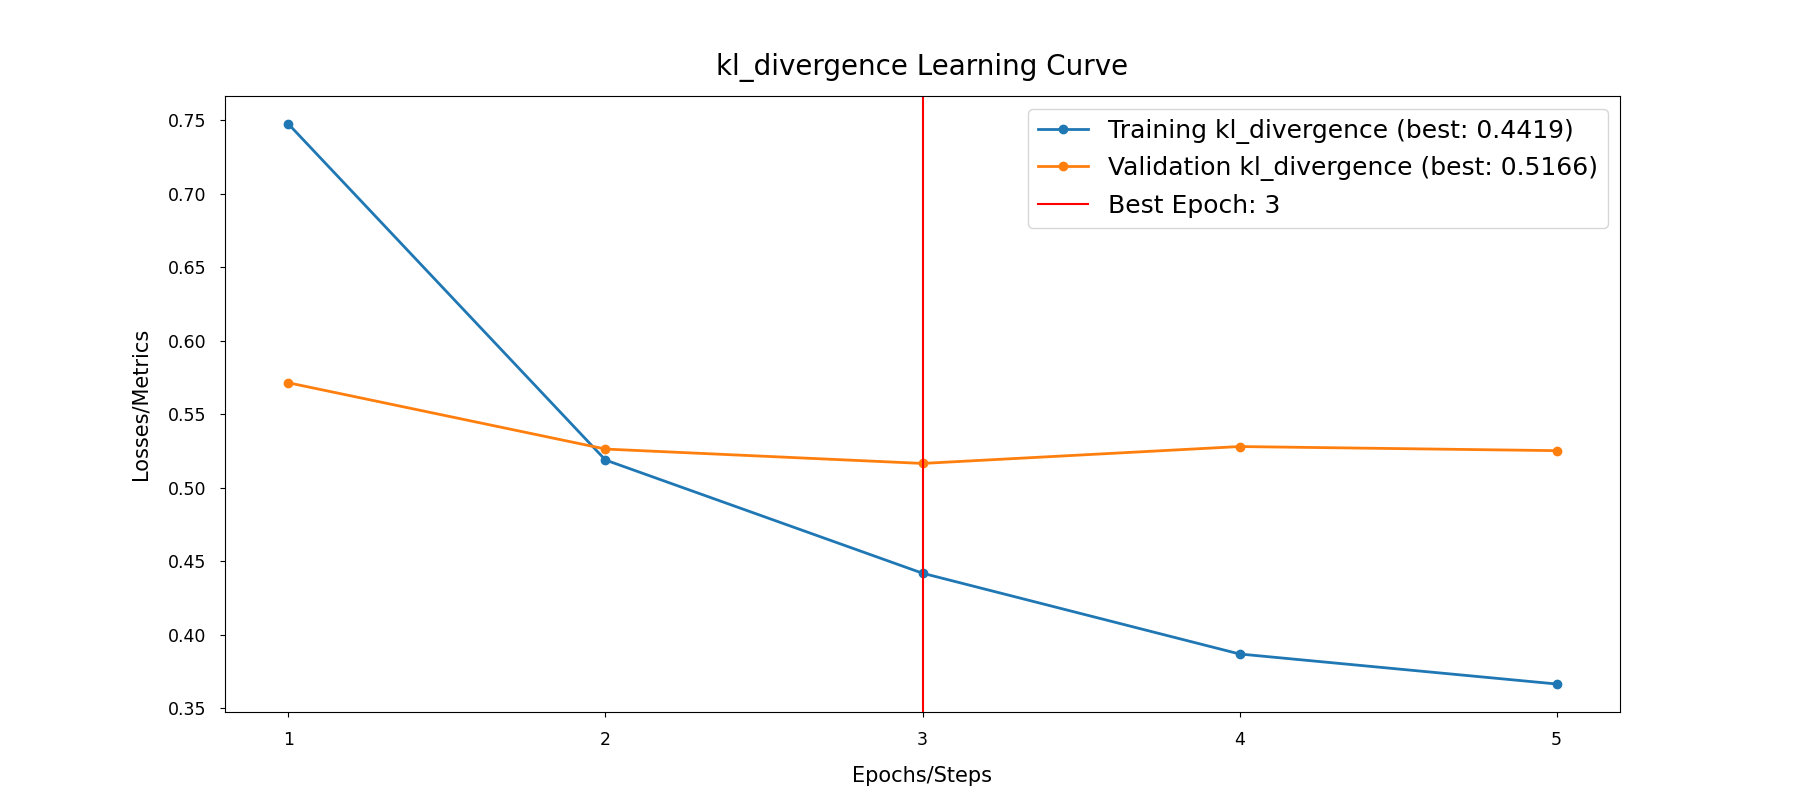 kl_divergence Learning Curve
Training kl_divergence (best: 0.4419)
Validation kl_divergence (best: 0.5166)
Best Epoch: 3
Losses/Metrics
0.75
0.70
0.65
0.60
0.55
0.50
0.45
0.40
0.35
1 2 3 4 5
Epochs/Steps